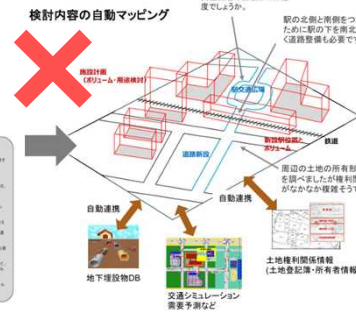 検討内容の自動マッピング
度でしょうか。
駅の北側と南側をつ
ために駅の下を南北
く道路整備も必要です
施設計画
(ボリューム・用途検討)
駅交通広場
新設駅位置と
ボリューム
鉄道
道路新設
周辺の土地の所有形
を調べましたが権利関
がなかなか複雑そう
自動連携
自動連携
地下埋設物DB
交通シミュレーション
需要予測など
土地権利関係情報
(土地登記簿・所有者情報